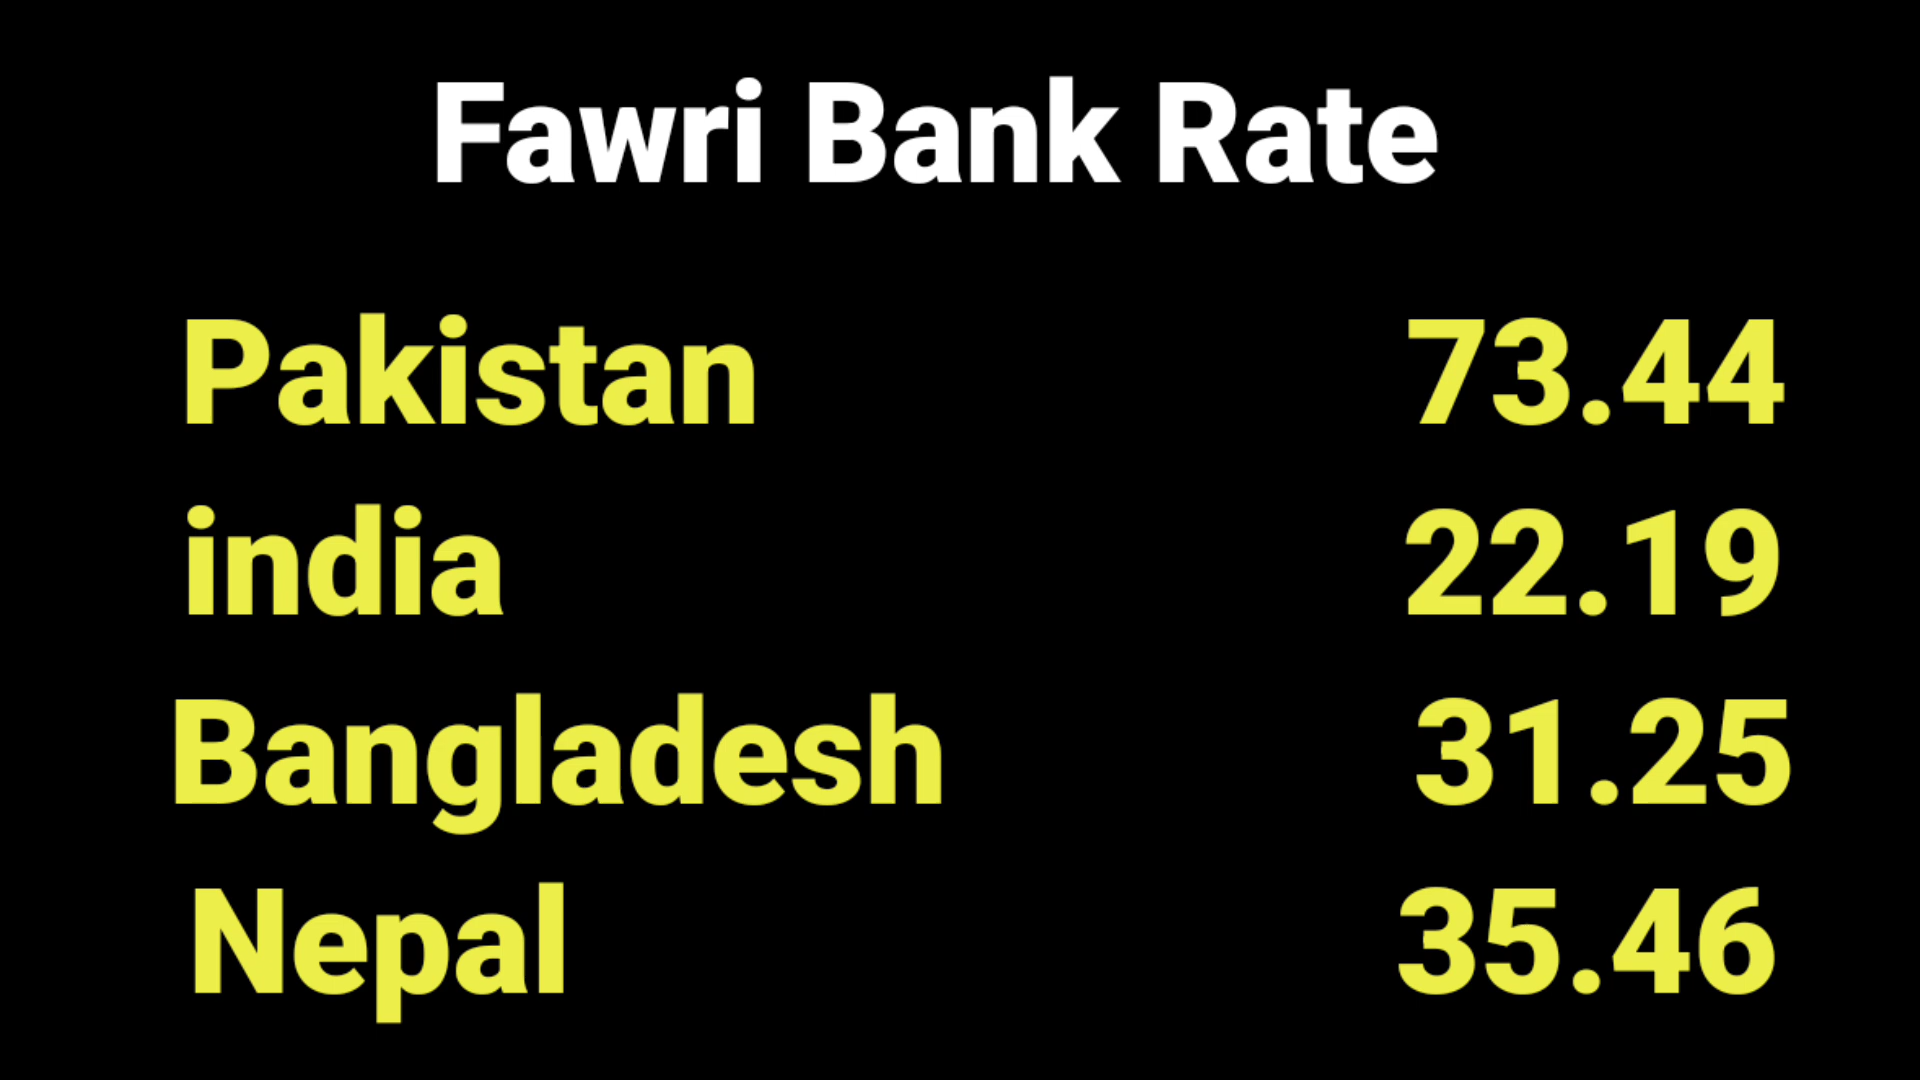 Fawri Bank Rate
Pakistan 73.44
india 22.19
Bangladesh 31.25
Nepal 35.46